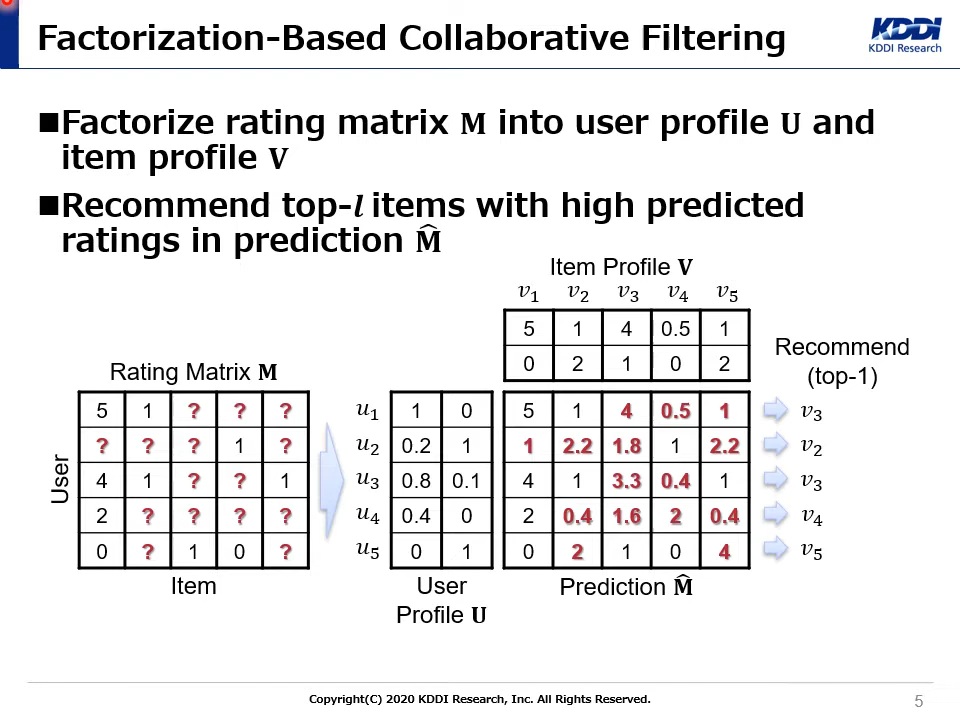 Factorization-Based Collaborative Filtering
KDDI
KDDI Research
■Factorize rating matrix M into user profile U and
item profile V
■Recommend top-l items with high predicted
ratings in prediction M̂
Item Profile V
v₁ v₂ v₃ v₄ v₅
5 1 4 0.5 1
0 2 1 0 2
Recommend
(top-1)
Rating Matrix M
5 1 ? ? ? u₁ 1 0 5 1 4 0.5 1 v₃
? ? ? 1 ? u₂ 0.2 1 1 2.2 1.8 1 2.2 v₂
User
4 1 ? ? 1 u₃ 0.8 0.1 4 1 3.3 0.4 1 v₃
2 ? ? ? ? u₄ 0.4 0 2 0.4 1.6 2 0.4 v₄
0 ? 1 0 ? u₅ 0 1 0 2 1 0 4 v₅
Item
User
Profile U
Prediction M̂
Copyright(C) 2020 KDDI Research, Inc. All Rights Reserved.
5